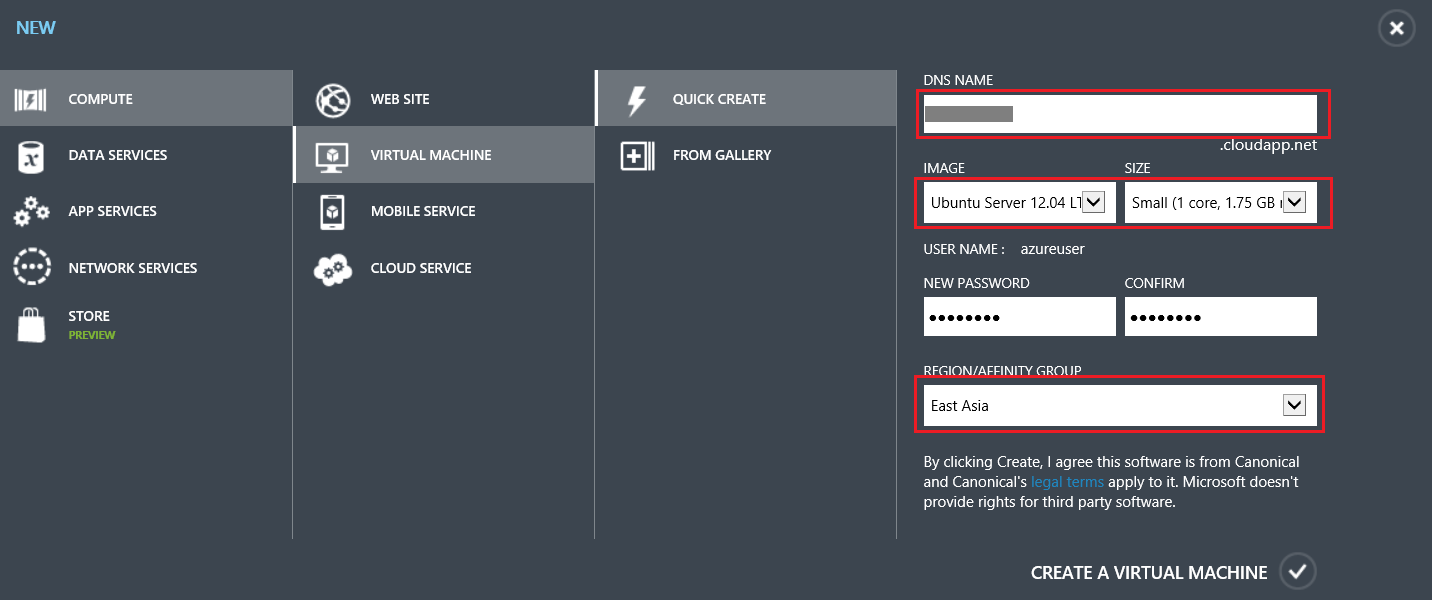 NEW
COMPUTE
DATA SERVICES
APP SERVICES
NETWORK SERVICES
STORE
PREVIEW
WEB SITE
VIRTUAL MACHINE
MOBILE SERVICE
CLOUD SERVICE
QUICK CREATE
FROM GALLERY
DNS NAME
.cloudapp.net
IMAGE SIZE
Ubuntu Server 12.04 LT Small (1 core, 1.75 GB
USER NAME : azureuser
NEW PASSWORD CONFIRM
•••••••• ••••••••
REGION/AFFINITY GROUP
East Asia
By clicking Create, I agree this software is from Canonical
and Canonical's legal terms apply to it. Microsoft doesn't
provide rights for third party software.
CREATE A VIRTUAL MACHINE